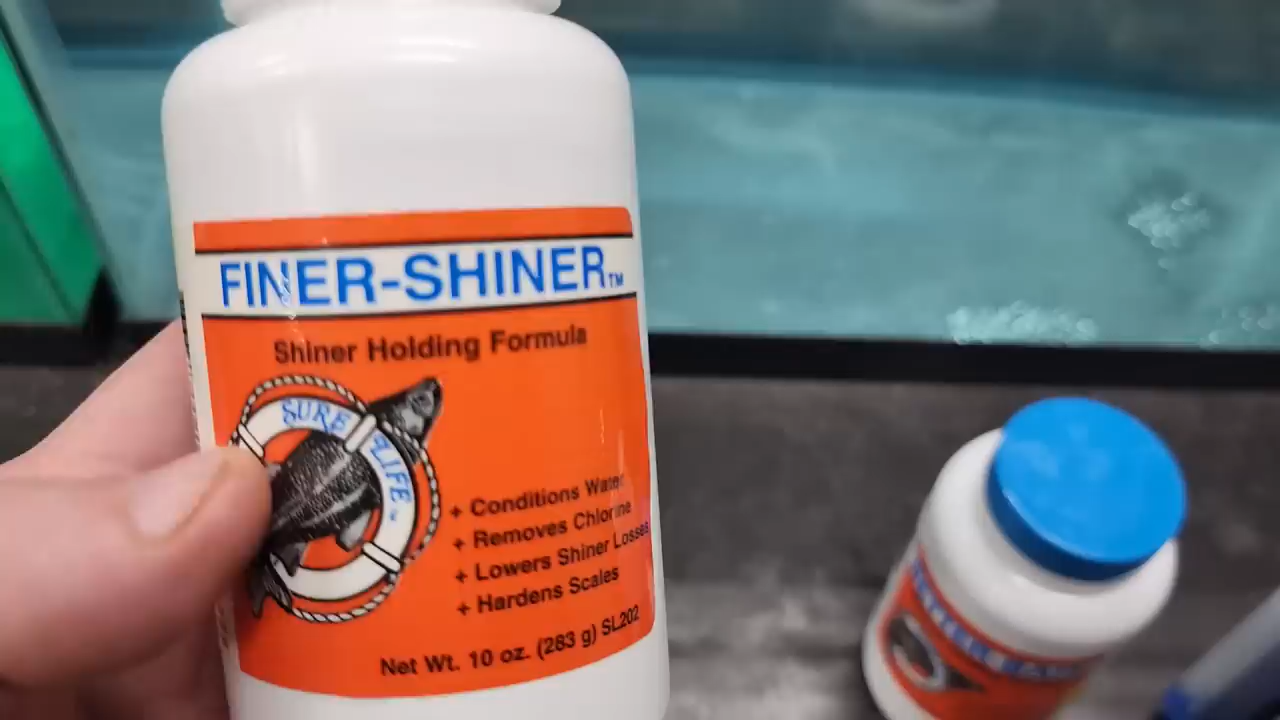 FINER-SHINER™
Shiner Holding Formula
SURE LIFE™
+ Conditions Water
+ Removes Chlorine
+ Lowers Shiner Losses
+ Hardens Scales
Net Wt. 10 oz. (283 g) SL202